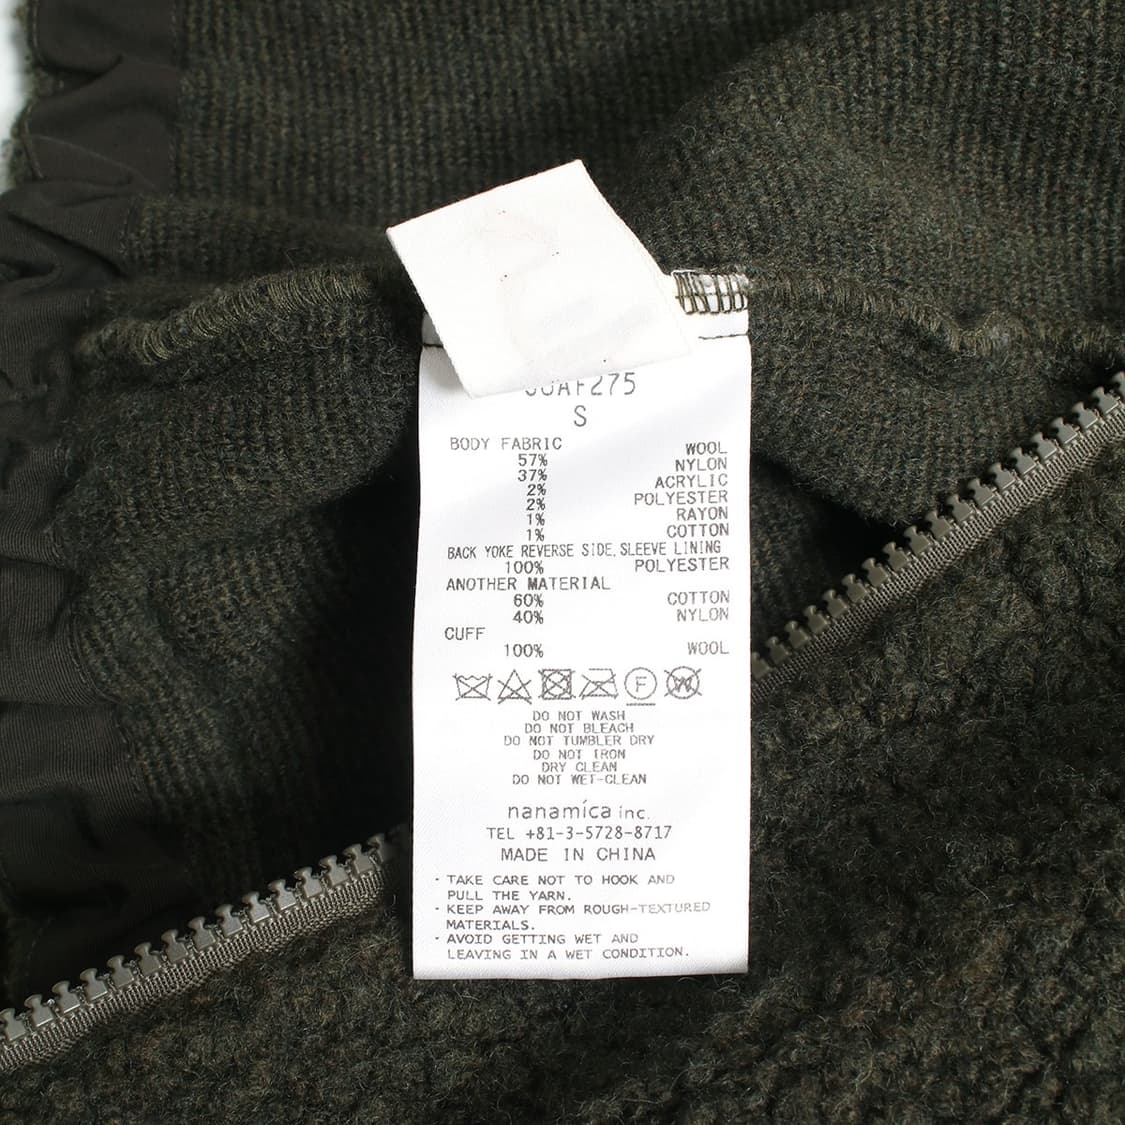 S
BODY FABRIC
57% WOOL
37% NYLON
2% ACRYLIC
2% POLYESTER
1% RAYON
1% COTTON
BACK YOKE REVERSE SIDE,SLEEVE LINING
100% POLYESTER
ANOTHER MATERIAL
60% COTTON
40% NYLON
CUFF
100% WOOL
F W
DO NOT WASH
DO NOT BLEACH
DO NOT TUMBLER DRY
DO NOT IRON
DRY CLEAN
DO NOT WET-CLEAN
nanamica inc.
TEL +81-3-5728-8717
MADE IN CHINA
・TAKE CARE NOT TO HOOK AND
PULL THE YARN.
・KEEP AWAY FROM ROUGH-TEXTURED
MATERIALS.
・AVOID GETTING WET AND
LEAVING IN A WET CONDITION.